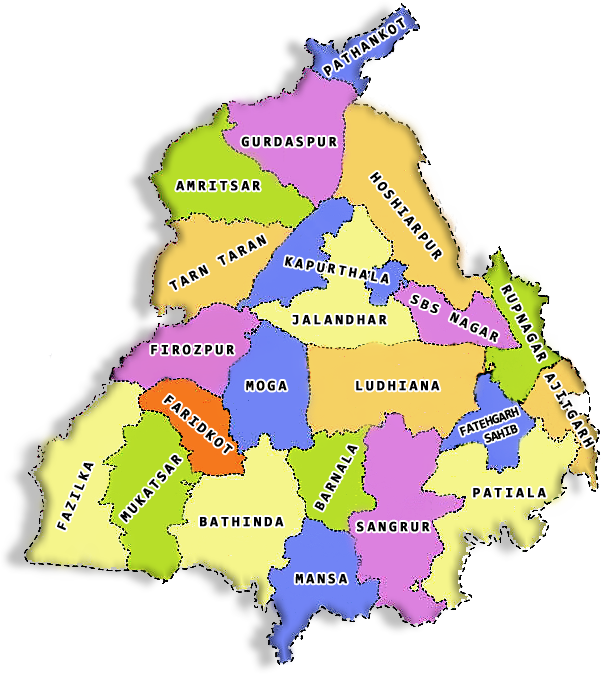 PATHANKOT
GURDASPUR
AMRITSAR
HOSHIARPUR
TARN TARAN
KAPURTHALA
SBS NAGAR
RUPNAGAR
JALANDHAR
FIROZPUR
MOGA
LUDHIANA
AJITGARH
FARIDKOT
FATEHGARH
SAHIB
FAZILKA
MUKATSAR
BARNALA
PATIALA
BATHINDA
SANGRUR
MANSA